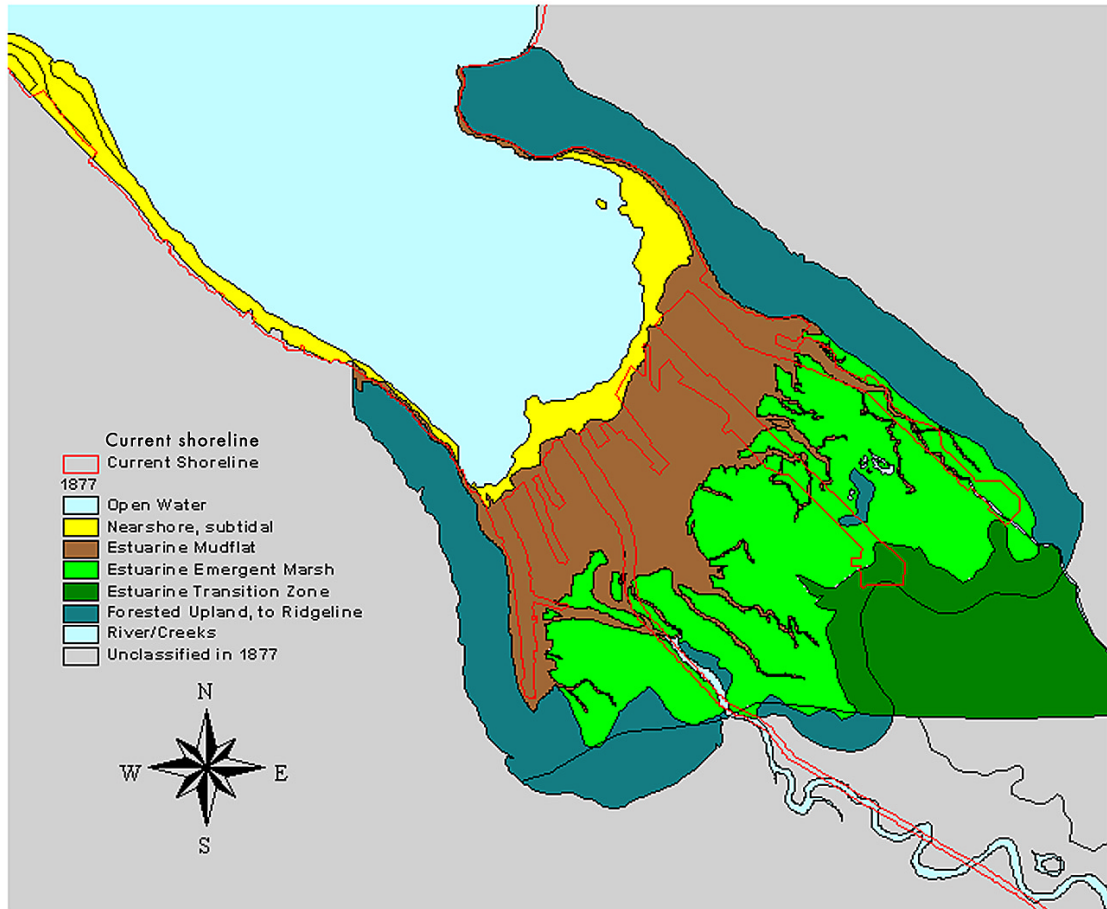 Current shoreline
Current Shoreline
1877
Open Water
Nearshore, subtidal
Estuarine Mudflat
Estuarine Emergent Marsh
Estuarine Transition Zone
Forested Upland, to Ridgeline
River/Creeks
Unclassified in 1877
N
W E
S